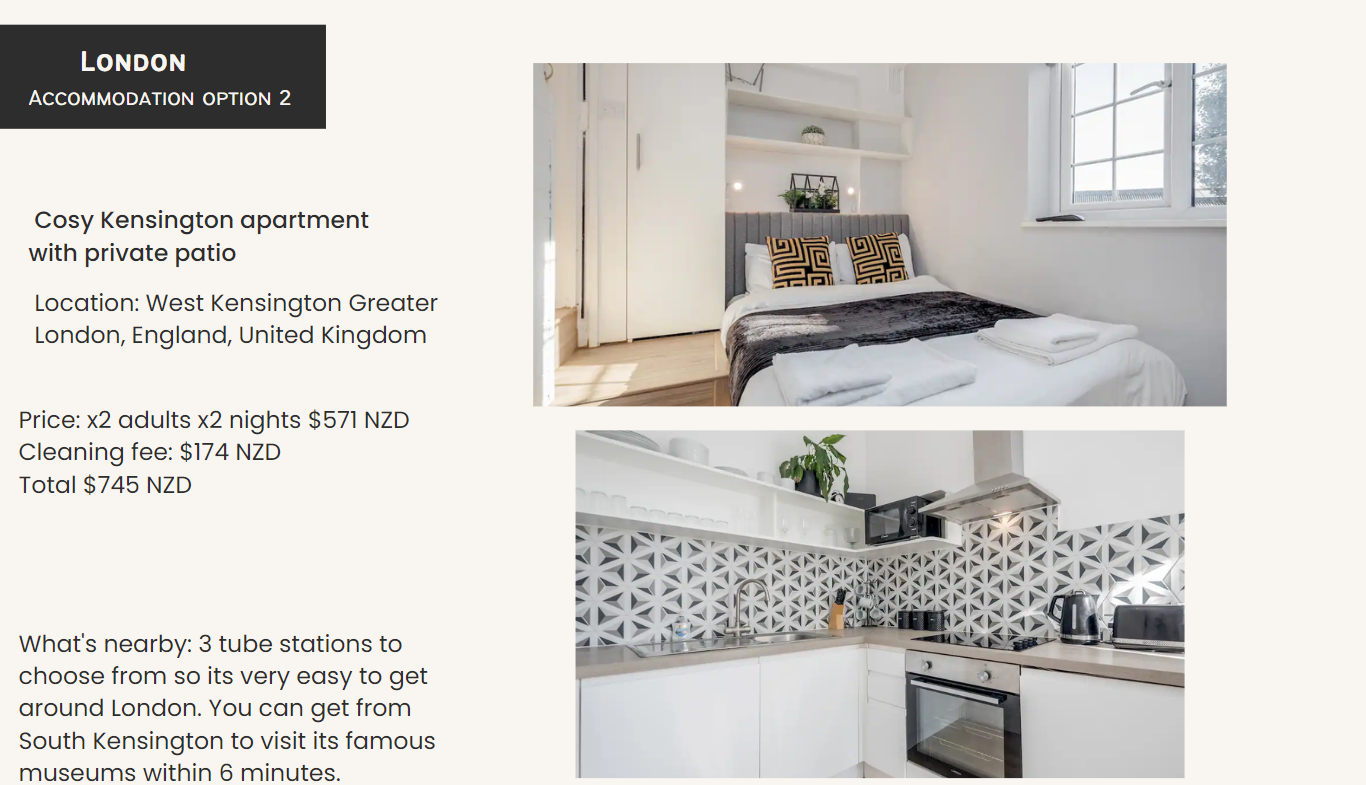 London
Accommodation option 2
Cosy Kensington apartment
with private patio
Location: West Kensington Greater
London, England, United Kingdom
Price: x2 adults x2 nights $571 NZD
Cleaning fee: $174 NZD
Total $745 NZD
What's nearby: 3 tube stations to
choose from so its very easy to get
around London. You can get from
South Kensington to visit its famous
museums within 6 minutes.